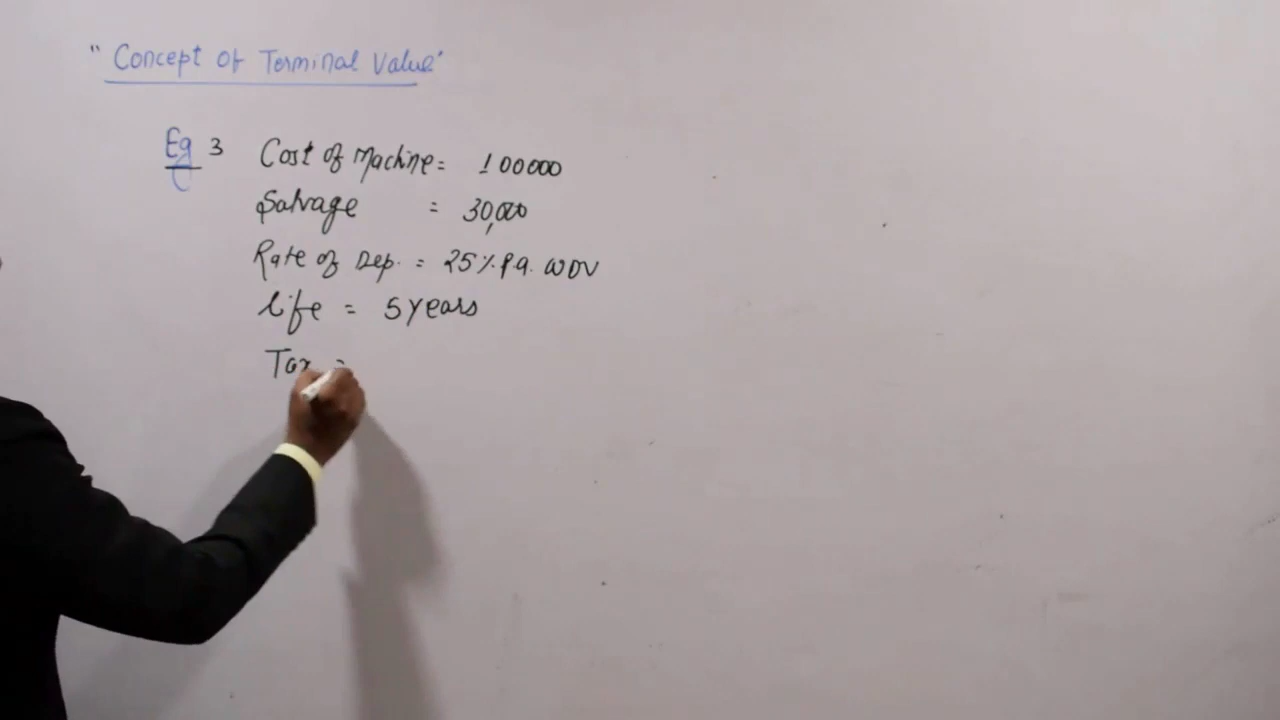 "Concept of Terminal Value"
Eg 3 Cost of Machine = 100000
Salvage = 30,000
Rate of Dep. = 25% P.a. WDV
Life = 5 Years
Tax =